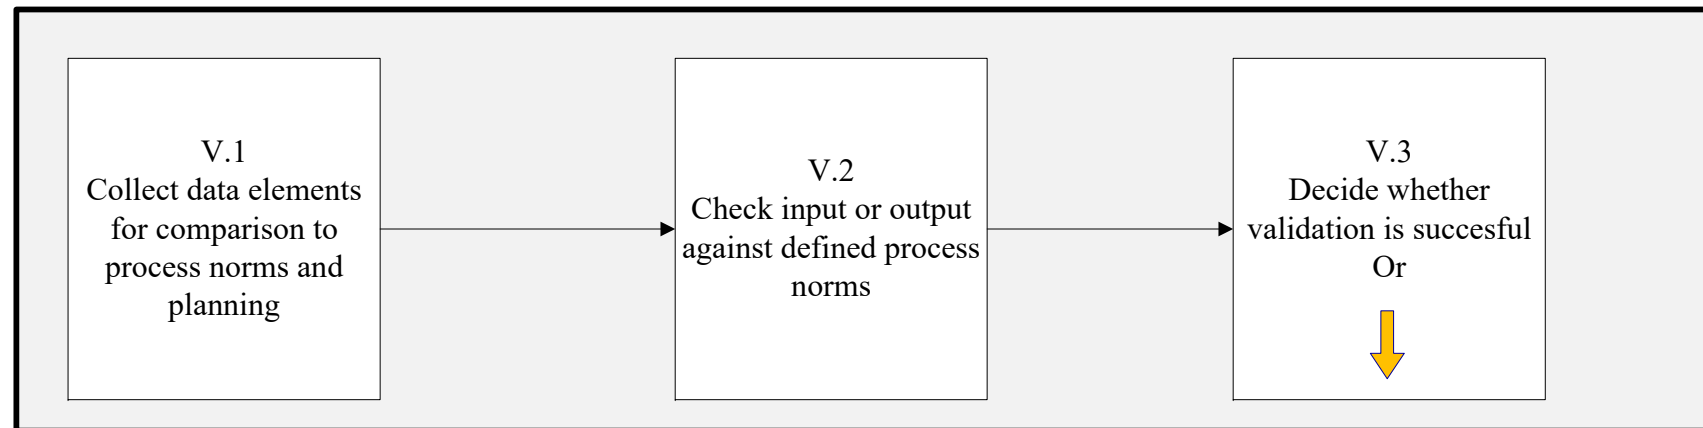 V.1
Collect data elements
for comparison to
process norms and
planning
V.2
Check input or output
against defined process
norms
V.3
Decide whether
validation is succesful
Or